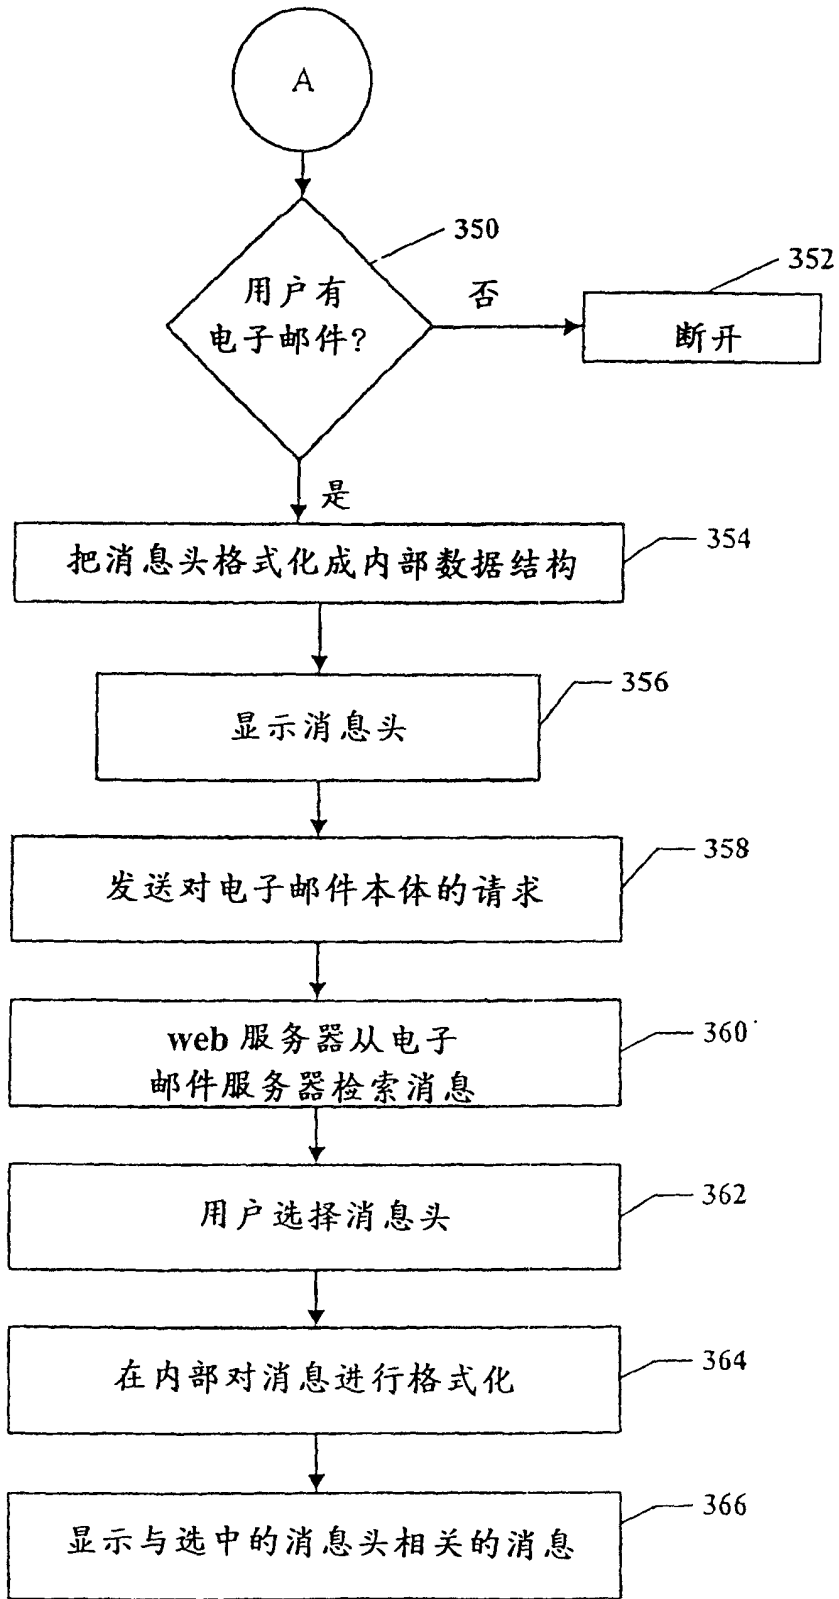 A
350
用户有
电子邮件?
否
352
断开
是
354
把消息头格式化成内部数据结构
356
显示消息头
358
发送对电子邮件本体的请求
360
web 服务器从电子
邮件服务器检索消息
362
用户选择消息头
364
在内部对消息进行格式化
366
显示与选中的消息头相关的消息